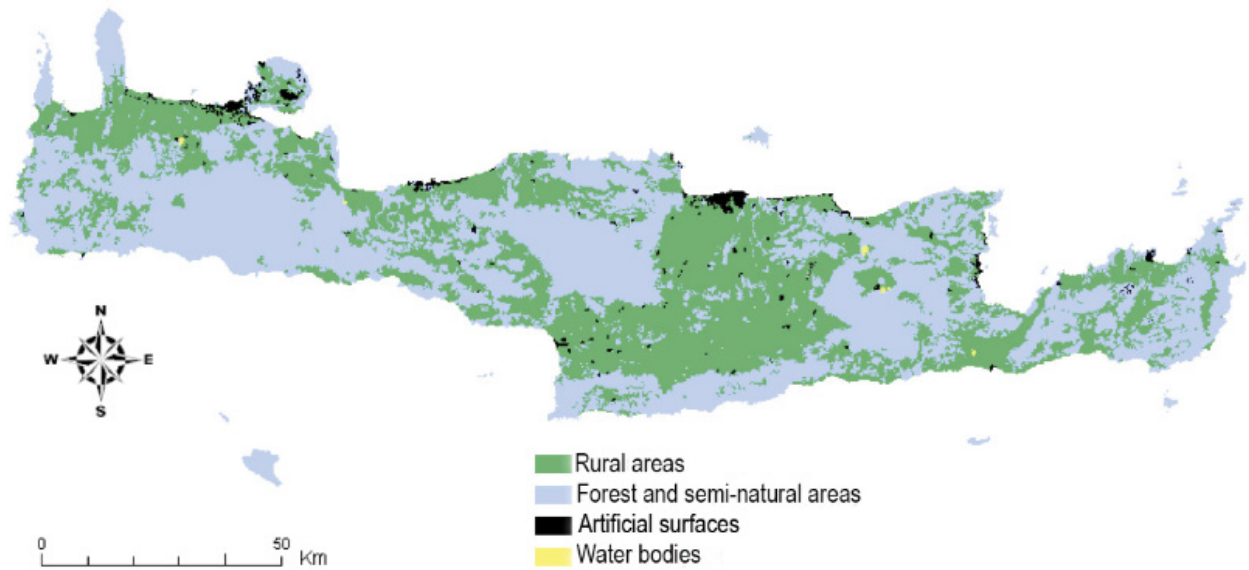 N
W E
S
Rural areas
Forest and semi-natural areas
Artificial surfaces
Water bodies
0 50
Km